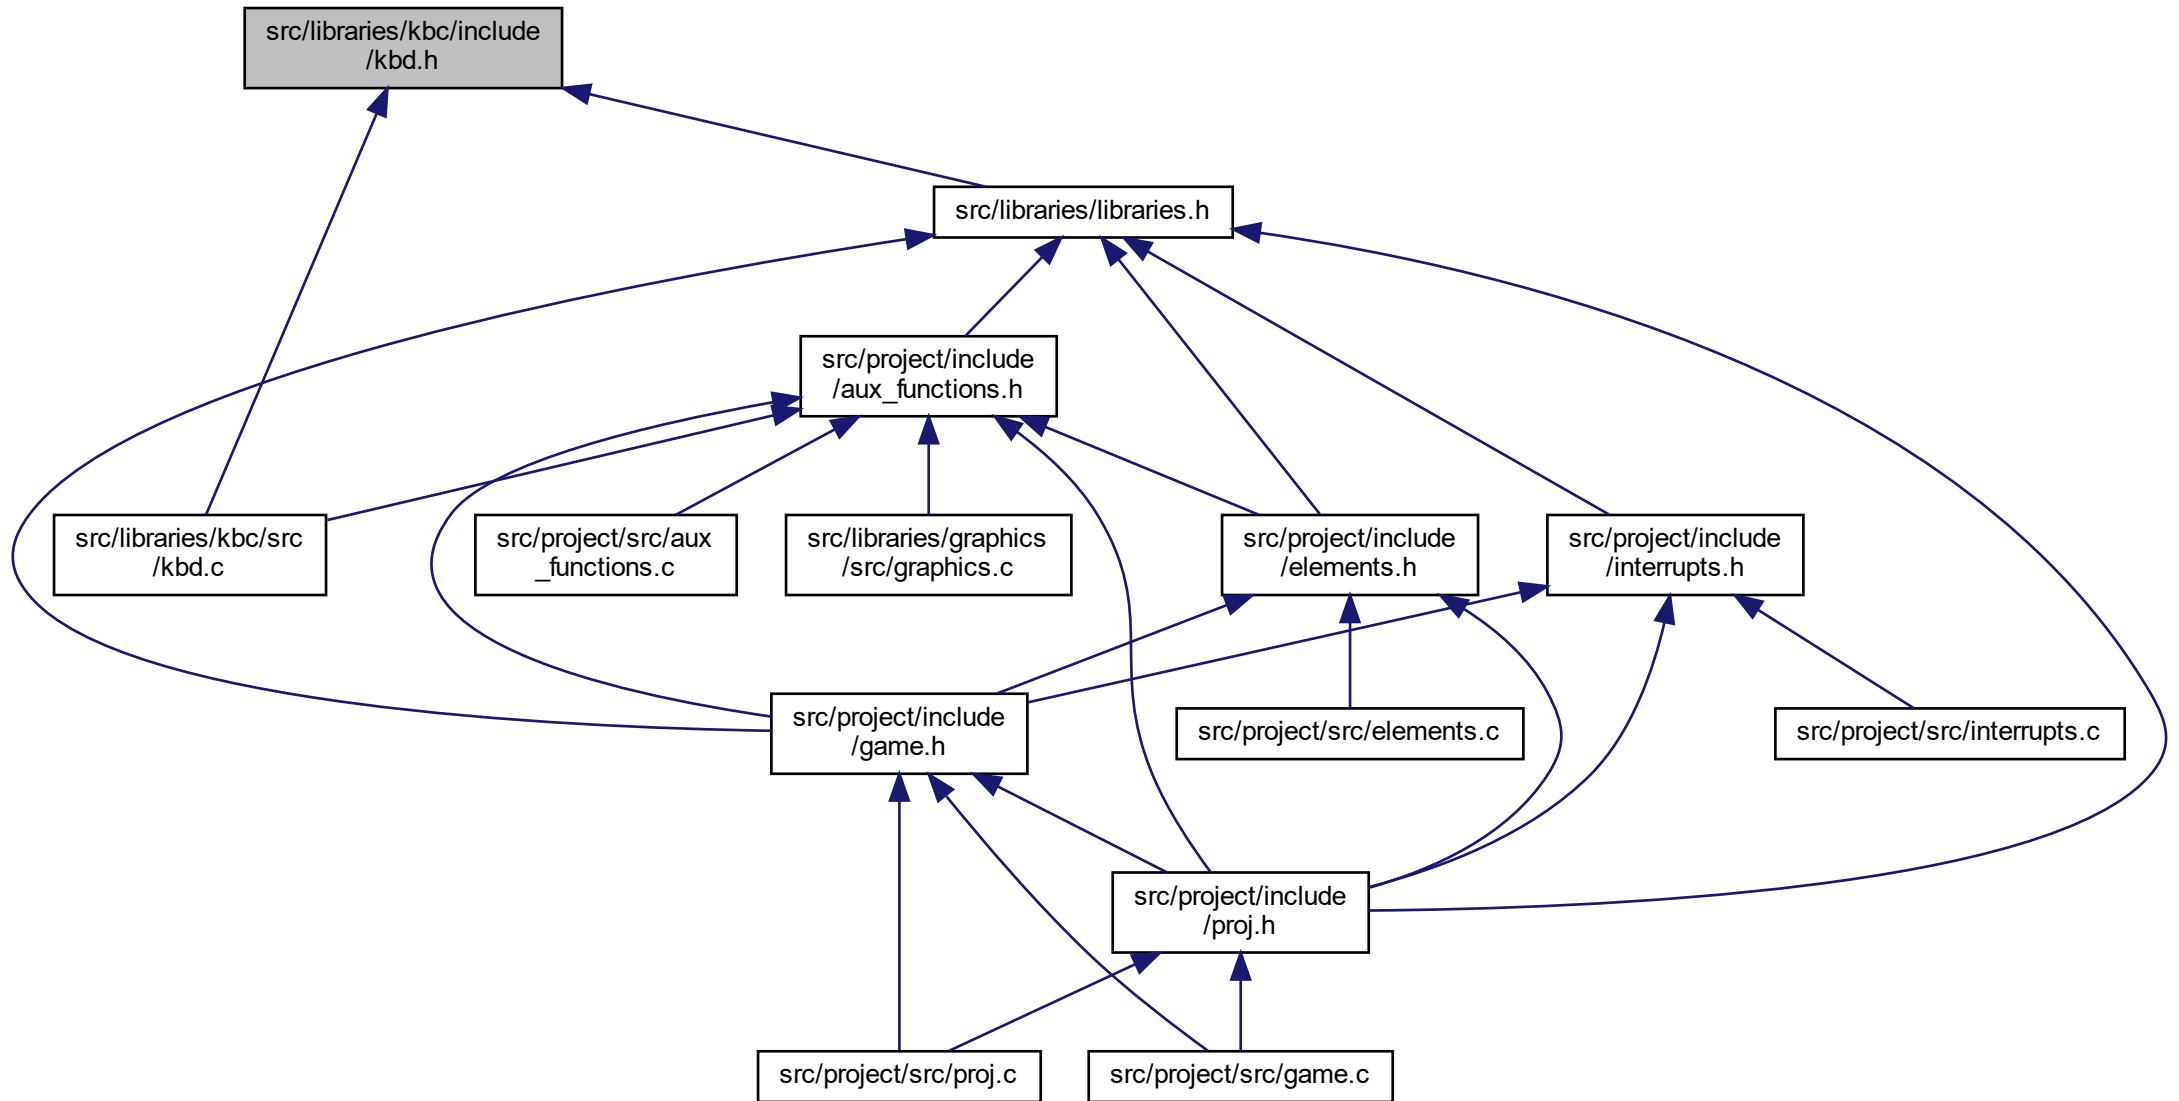 src/libraries/kbc/include
/kbd.h
src/libraries/libraries.h
src/project/include
/aux_functions.h
src/libraries/kbc/src
/kbd.c
src/project/src/aux
_functions.c
src/libraries/graphics
/src/graphics.c
src/project/include
/elements.h
src/project/include
/interrupts.h
src/project/include
/game.h
src/project/src/elements.c
src/project/src/interrupts.c
src/project/include
/proj.h
src/project/src/proj.c
src/project/src/game.c